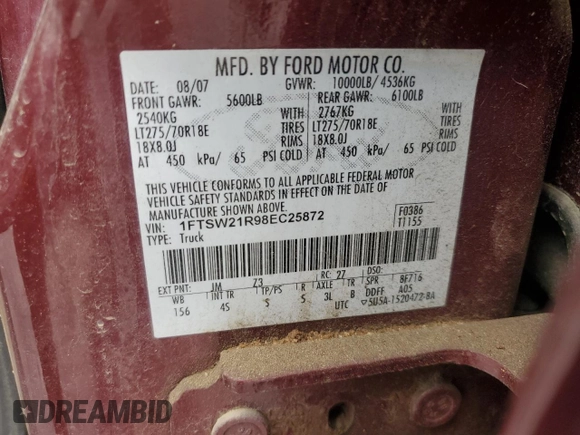 MFD. BY FORD MOTOR CO.
DATE: 08/07 GVWR: 10000LB/ 4536KG
FRONT GAWR: 5600LB REAR GAWR: 6100LB
2540KG WITH 2767KG WITH
LT275/70R18E TIRES LT275/70R18E TIRES
18X8.0J RIMS 18X8.0J RIMS
AT 450 kPa/ 65 PSI COLD AT 450 kPa/ 65 PSI COLD
THIS VEHICLE CONFORMS TO ALL APPLICABLE FEDERAL MOTOR
VEHICLE SAFETY STANDARDS IN EFFECT ON THE DATE OF
MANUFACTURE SHOWN ABOVE.
VIN: 1FTSW21R98EC25872 F0386
TYPE: Truck T1155
EXT PNT: JM Z3 RC: 27 DSO:
WB INT TR TP/PS R AXLE TR SPR 8F716
156 4S S 5 3L B DDFF A05
UTC ▽5U5A-1520472-BA
DREAMBID